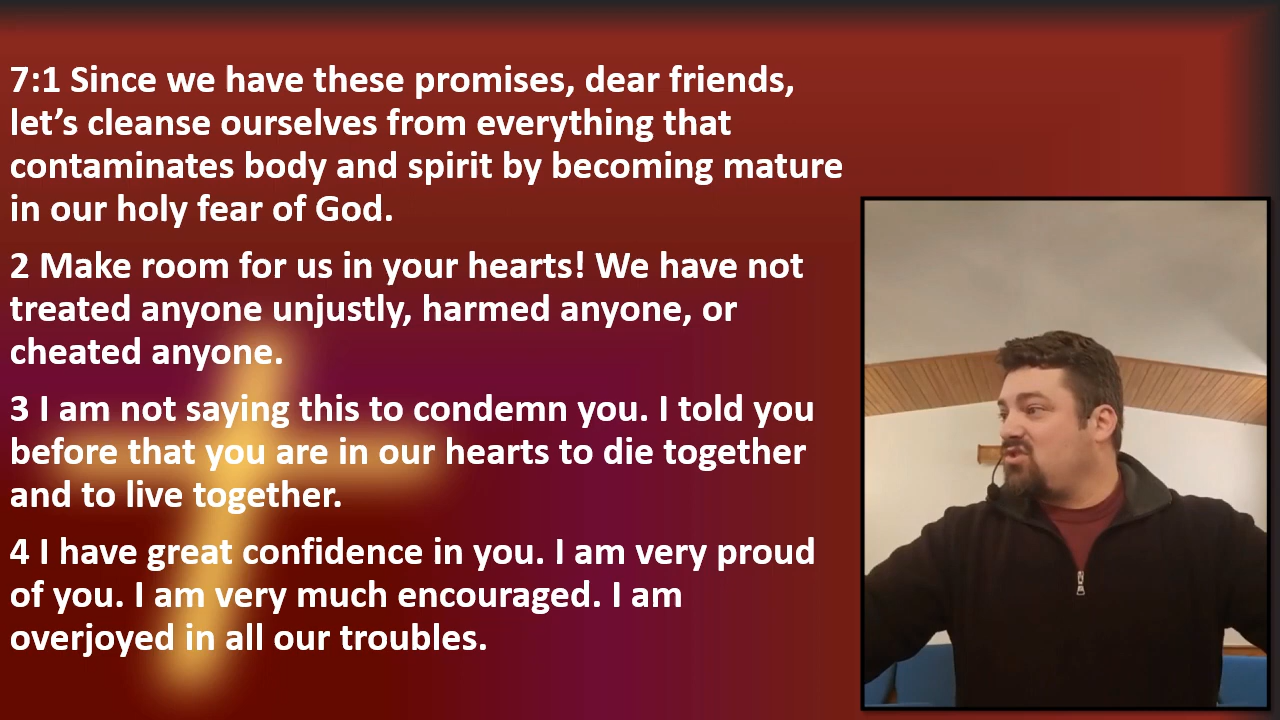 7:1 Since we have these promises, dear friends,
let’s cleanse ourselves from everything that
contaminates body and spirit by becoming mature
in our holy fear of God.
2 Make room for us in your hearts! We have not
treated anyone unjustly, harmed anyone, or
cheated anyone.
3 I am not saying this to condemn you. I told you
before that you are in our hearts to die together
and to live together.
4 I have great confidence in you. I am very proud
of you. I am very much encouraged. I am
overjoyed in all our troubles.